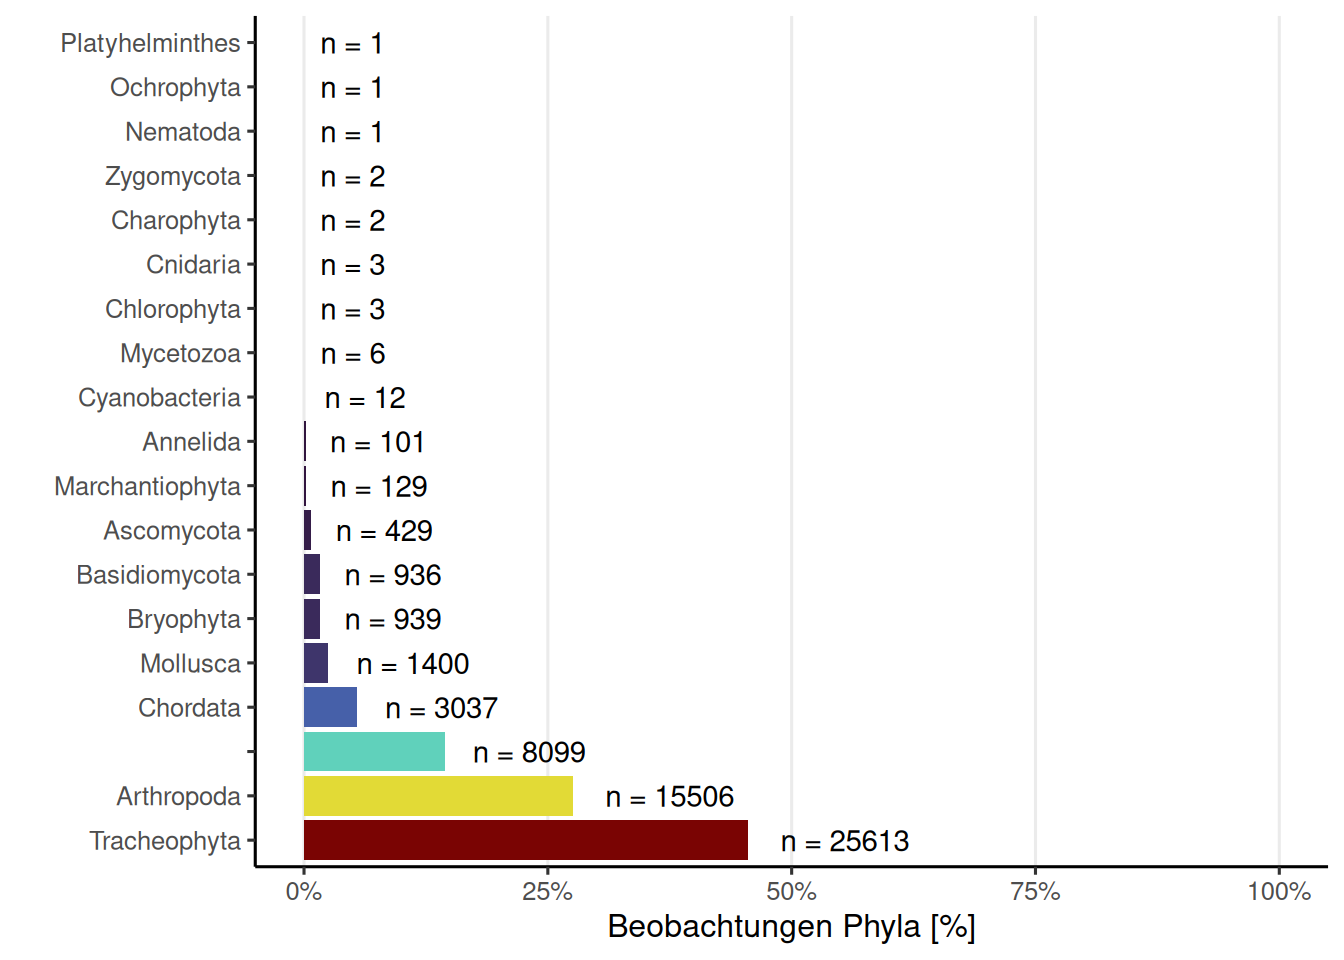 Platyhelminthes n = 1
Ochrophyta n = 1
Nematoda n = 1
Zygomycota n = 2
Charophyta n = 2
Cnidaria n = 3
Chlorophyta n = 3
Mycetozoa n = 6
Cyanobacteria n = 12
Annelida n = 101
Marchantiophyta n = 129
Ascomycota n = 429
Basidiomycota n = 936
Bryophyta n = 939
Mollusca n = 1400
Chordata n = 3037
n = 8099
Arthropoda n = 15506
Tracheophyta n = 25613
0% 25% 50% 75% 100%
Beobachtungen Phyla [%]